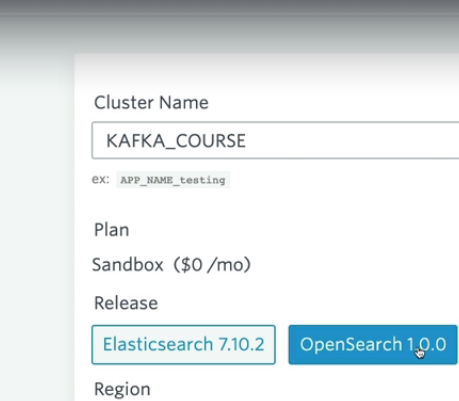 Cluster Name
KAFKA_COURSE
ex: APP_NAME_testing
Plan
Sandbox ($0 /mo)
Release
Elasticsearch 7.10.2 OpenSearch 1.0.0
Region